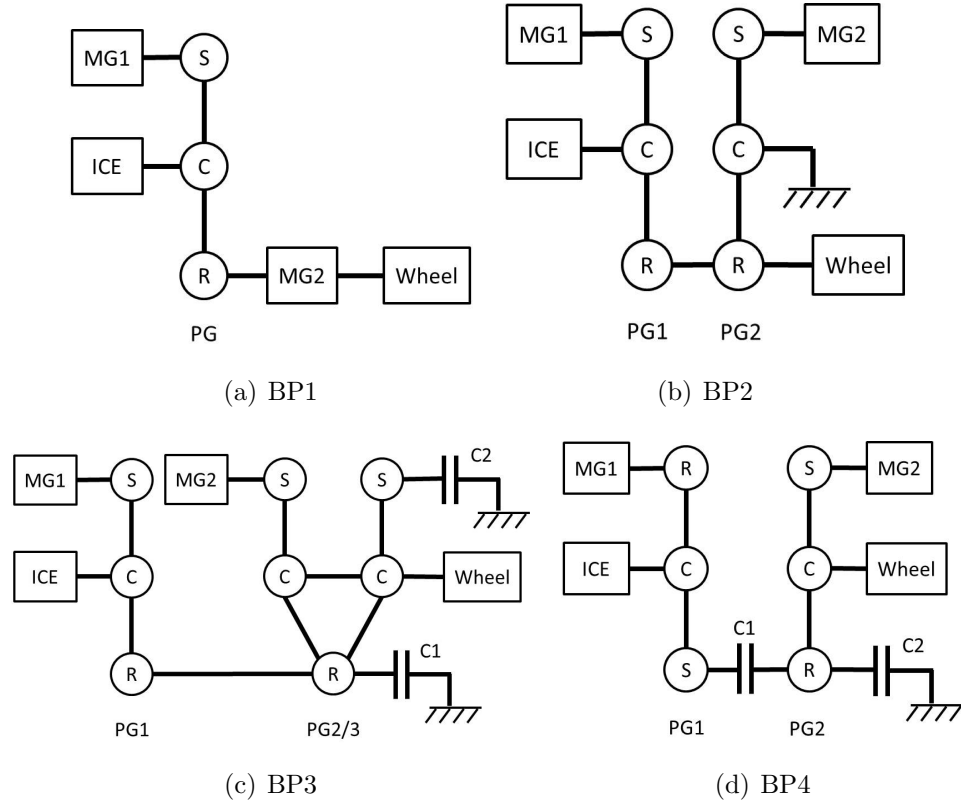 MG1
S
ICE
C
R
MG2
Wheel
PG
(a) BP1
MG1
S
S
MG2
ICE
C
C
R
R
Wheel
PG1
PG2
(b) BP2
MG1
S
MG2
S
S
C2
ICE
C
C
C
Wheel
R
R
C1
PG1
PG2/3
(c) BP3
MG1
R
S
MG2
ICE
C
C
Wheel
C1
C2
S
R
PG1
PG2
(d) BP4